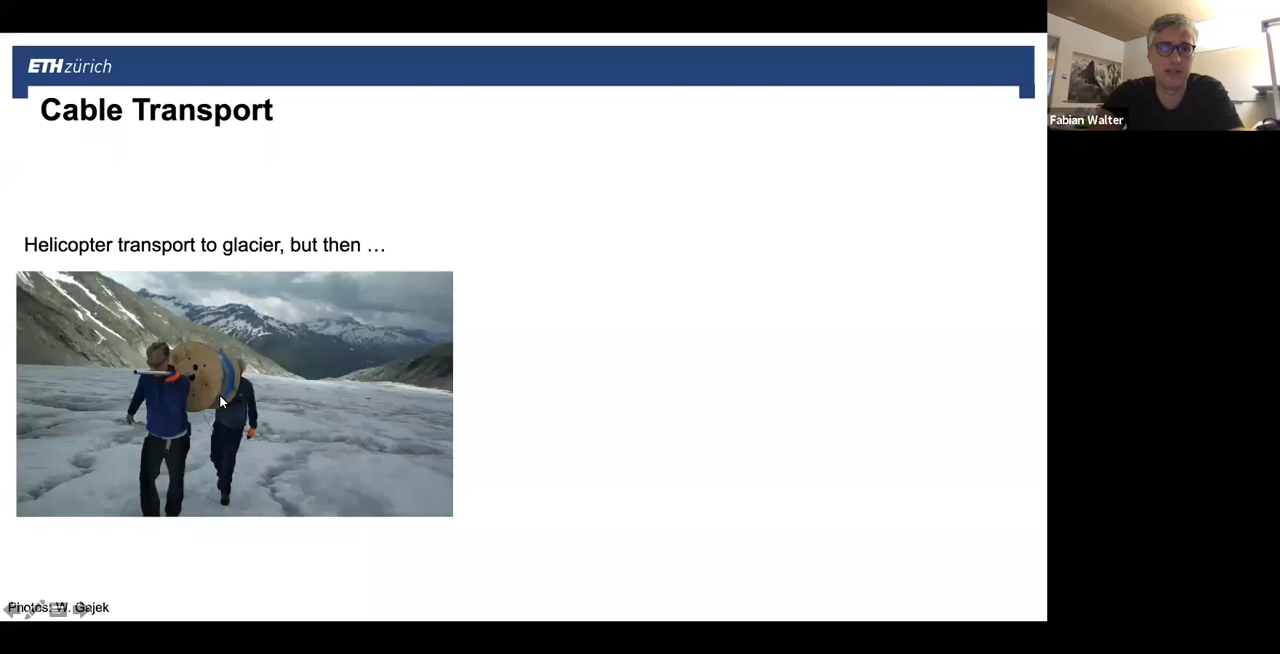 ETH zürich
Cable Transport
Fabian Walter
Helicopter transport to glacier, but then …
Photos: W. Gajek